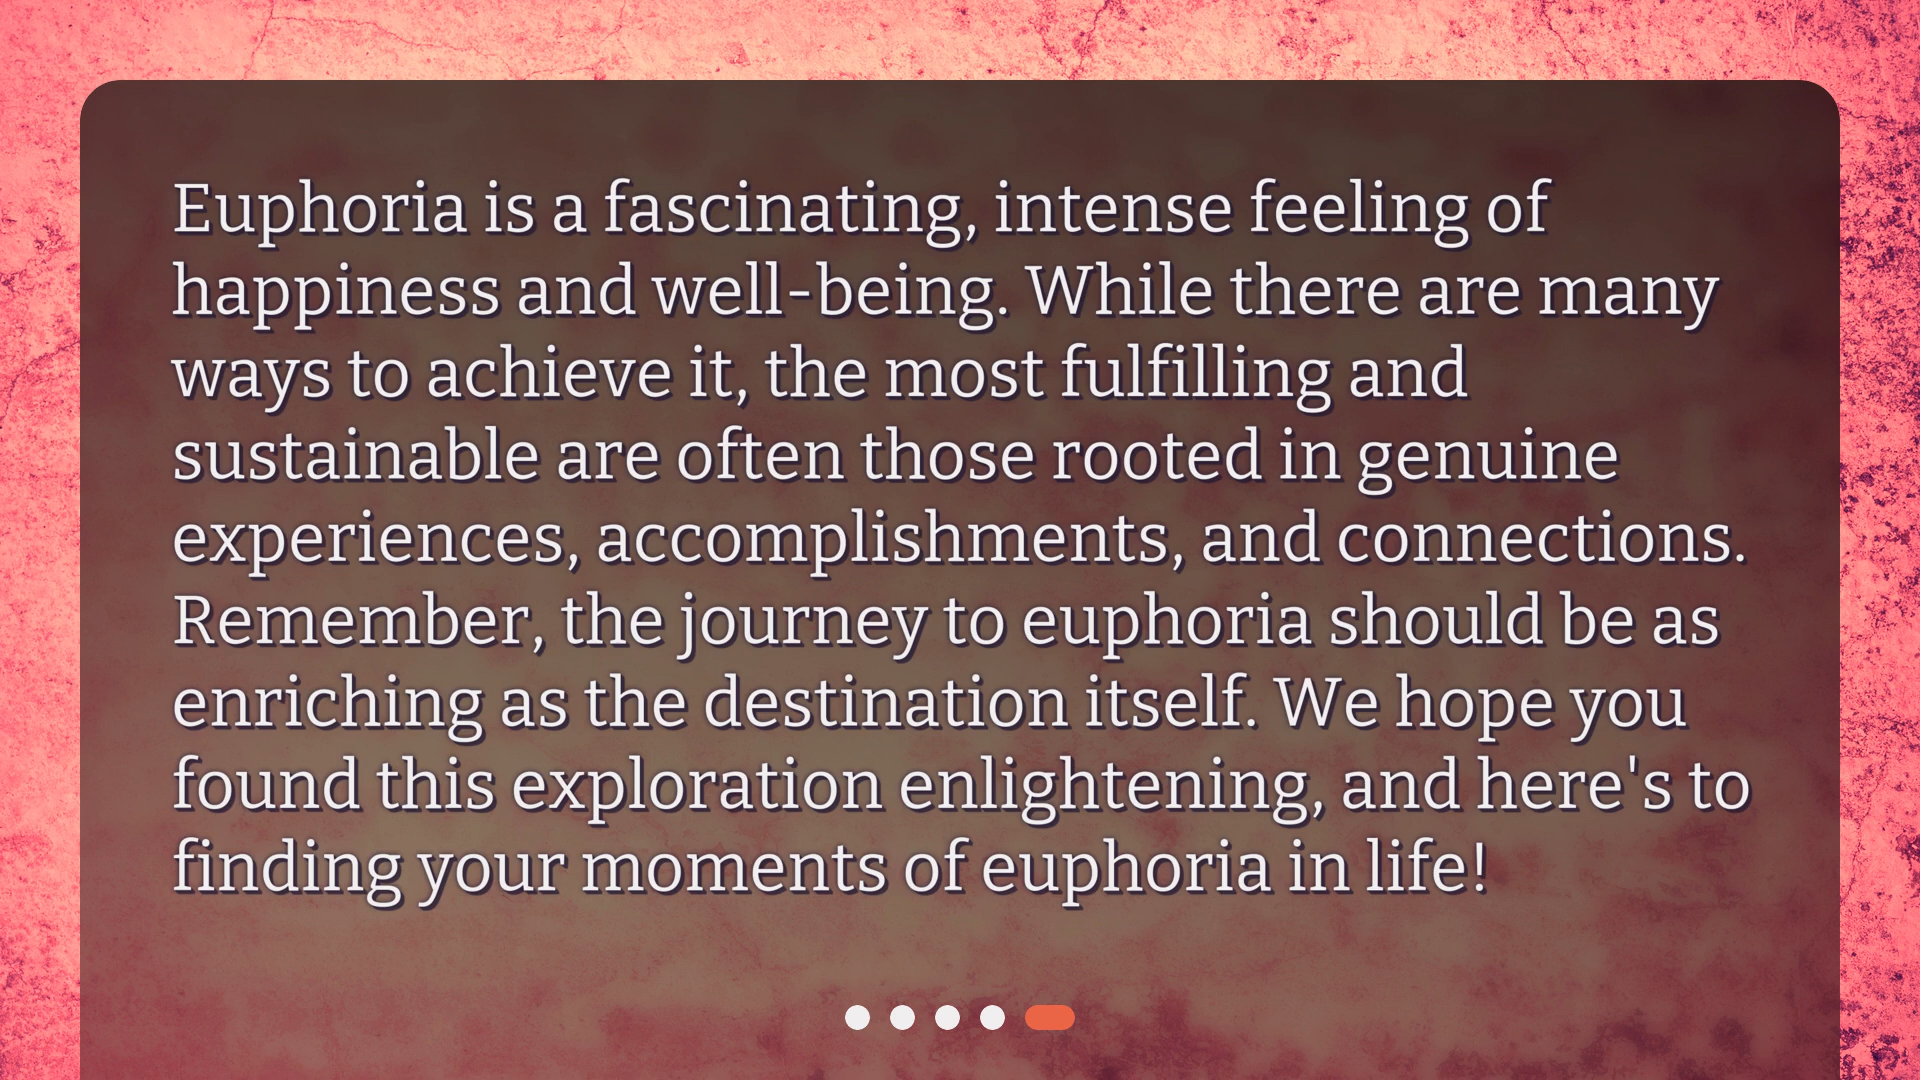 Euphoria is a fascinating, intense feeling of
happiness and well-being. While there are many
ways to achieve it, the most fulfilling and
sustainable are often those rooted in genuine
experiences, accomplishments, and connections.
Remember, the journey to euphoria should be as
enriching as the destination itself. We hope you
found this exploration enlightening, and here's to
finding your moments of euphoria in life!